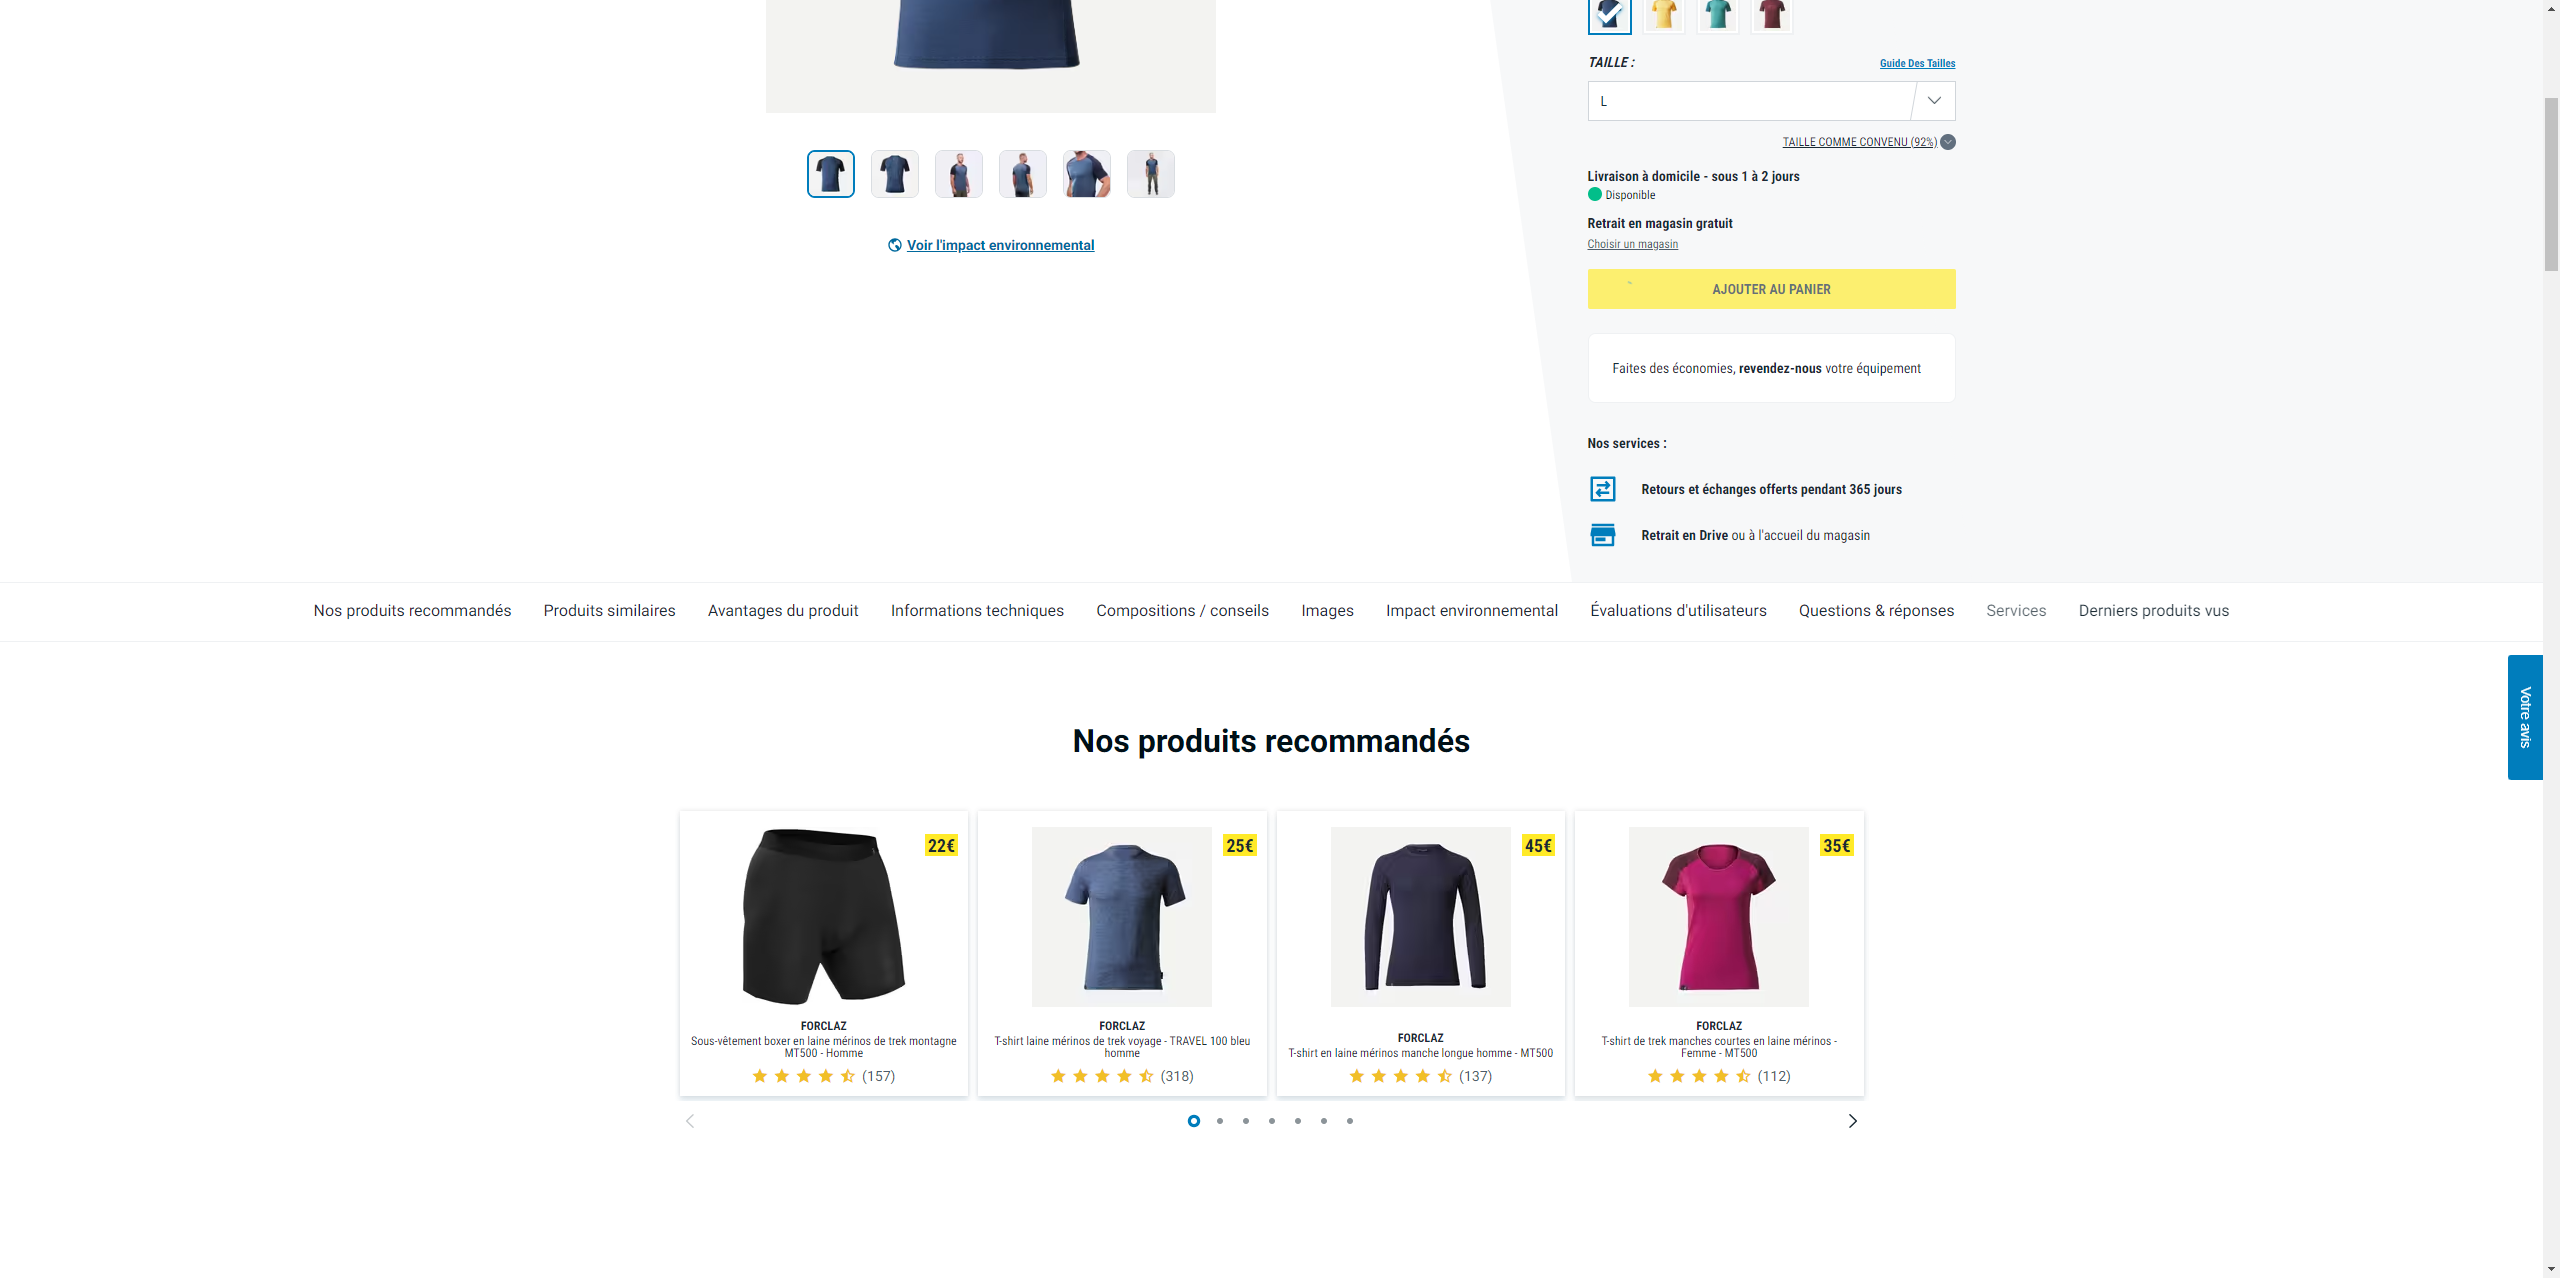 TAILLE :
Guide Des Tailles
L
TAILLE COMME CONVENU (92%)
Livraison à domicile - sous 1 à 2 jours
Disponible
Retrait en magasin gratuit
Choisir un magasin
Voir l'impact environnemental
AJOUTER AU PANIER
Faites des économies, revendez-nous votre équipement
Nos services :
Retours et échanges offerts pendant 365 jours
Retrait en Drive ou à l'accueil du magasin
Nos produits recommandés Produits similaires Avantages du produit Informations techniques Compositions / conseils Images Impact environnemental Évaluations d'utilisateurs Questions & réponses Services Derniers produits vus
Votre avis
Nos produits recommandés
22€
FORCLAZ
Sous-vêtement boxer en laine mérinos de trek montagne
MT500 - Homme
(157)
25€
FORCLAZ
T-shirt laine mérinos de trek voyage - TRAVEL 100 bleu
homme
(318)
45€
FORCLAZ
T-shirt en laine mérinos manche longue homme - MT500
(137)
35€
FORCLAZ
T-shirt de trek manches courtes en laine mérinos -
Femme - MT500
(112)